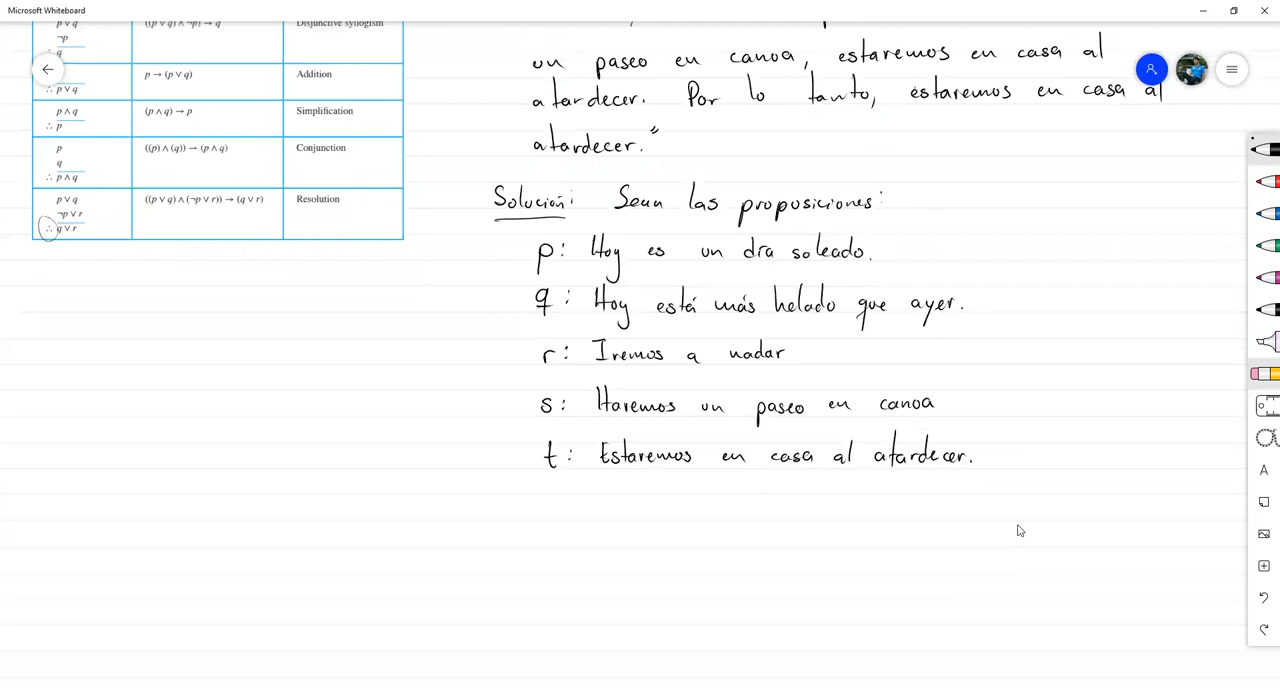 Microsoft Whiteboard
p ∨ q ((p ∨ q) ∧ ¬p) → q Disjunctive syllogism
¬p
∴ q
p → (p ∨ q) Addition
∴ p ∨ q
p ∧ q (p ∧ q) → p Simplification
∴ p
p ((p) ∧ (q)) → (p ∧ q) Conjunction
q
∴ p ∧ q
p ∨ q ((p ∨ q) ∧ (¬p ∨ r)) → (q ∨ r) Resolution
¬p ∨ r
∴ q ∨ r
un paseo en canoa, estaremos en casa al
atardecer. Por lo tanto, estaremos en casa al
atardecer."
Solución: Sean las proposiciones:
p: Hoy es un día soleado.
q: Hoy está más helado que ayer.
r: Iremos a nadar
s: Haremos un paseo en canoa
t: Estaremos en casa al atardecer.
A